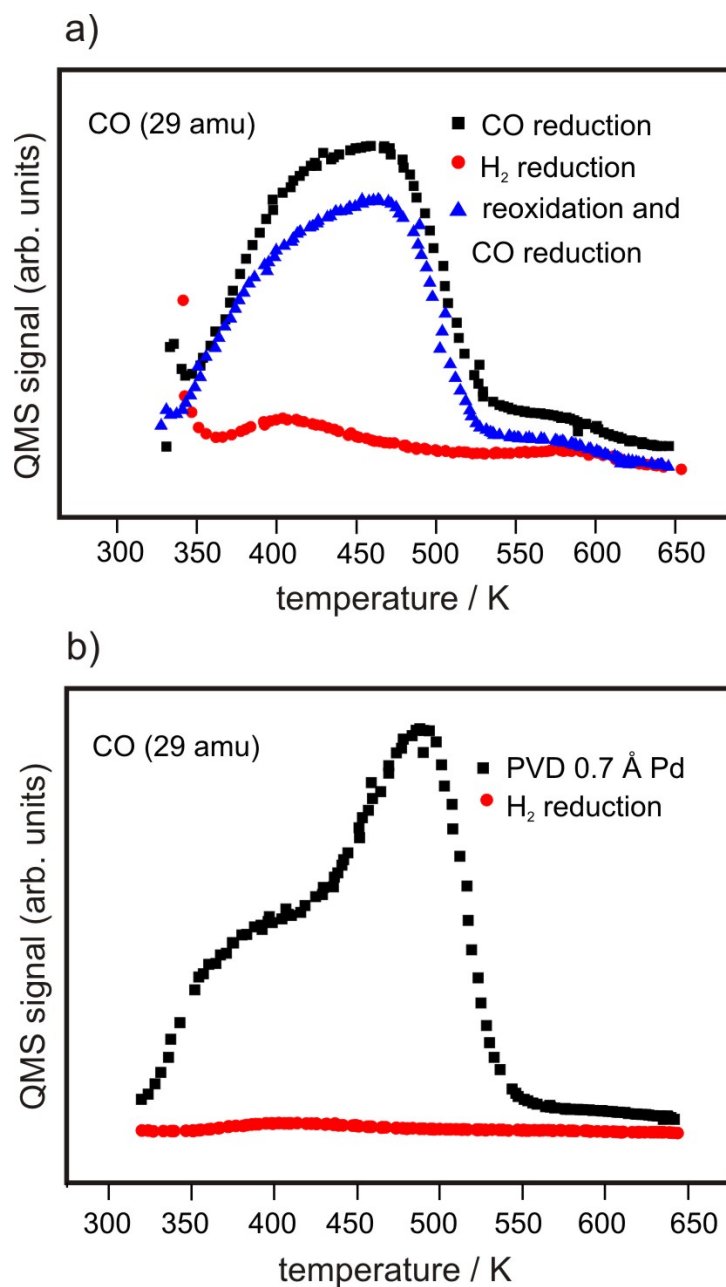 a)
CO (29 amu)
CO reduction
H₂ reduction
reoxidation and
CO reduction
QMS signal (arb. units)
300 350 400 450 500 550 600 650
temperature / K
b)
CO (29 amu)
PVD 0.7 Å Pd
H₂ reduction
QMS signal (arb. units)
300 350 400 450 500 550 600 650
temperature / K